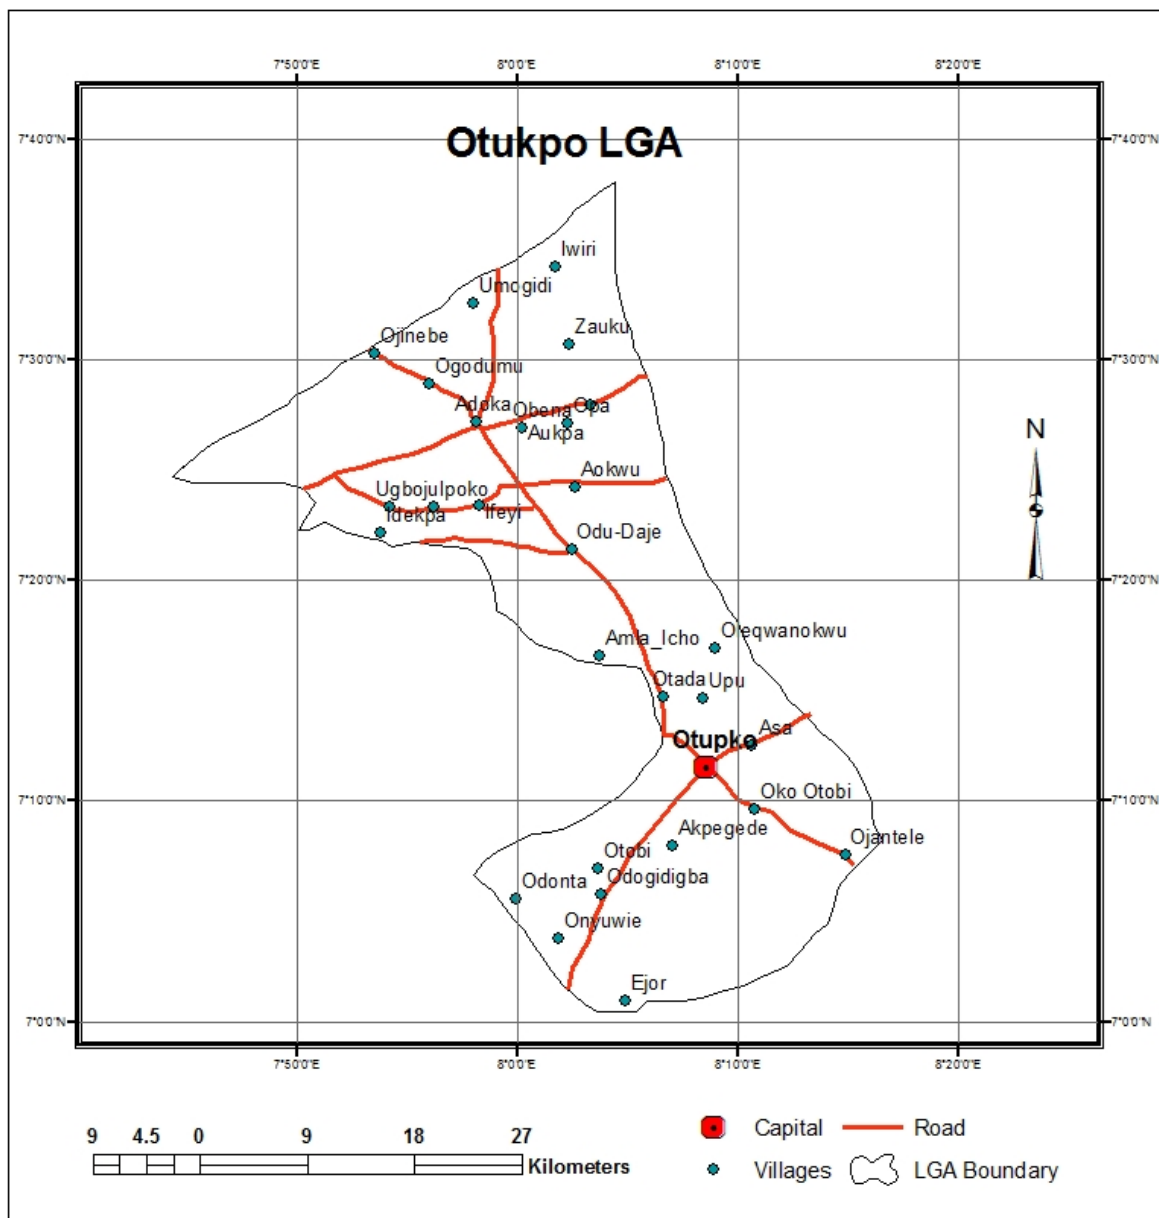 7°50'0"E 8°0'0"E 8°10'0"E 8°20'0"E
7°40'0"N 7°40'0"N
Otukpo LGA
Iwiri
Umogidi
Zauku
Ojinebe
7°30'0"N 7°30'0"N
Ogodumu
Adoka Obena Opa
Aukpa
N
Aokwu
Ugbojulpoko
Idekpa Ifeyi
Odu-Daje
7°20'0"N 7°20'0"N
Amla_Icho Oleqwanokwu
Otada Upu
Asa
Otupko
Oko Otobi
7°10'0"N 7°10'0"N
Akpegede Ojantele
Otobi
Odonta Odogidigba
Onyuwie
Ejor
7°0'0"N 7°0'0"N
7°50'0"E 8°0'0"E 8°10'0"E 8°20'0"E
9 4.5 0 9 18 27
Kilometers
Capital Road
Villages LGA Boundary